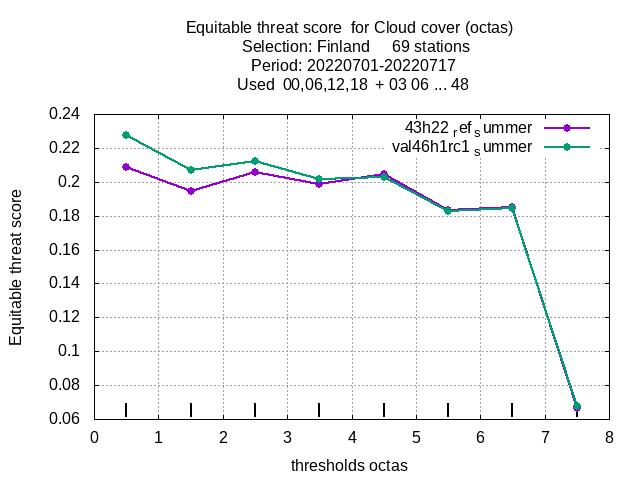 Equitable threat score  for Cloud cover (octas)
Selection: Finland     69 stations
Period: 20220701-20220717
Used  00,06,12,18  + 03 06 ... 48
43h22_ref_summer
val46h1rc1_summer
0.24
0.22
0.2
0.18
0.16
0.14
0.12
0.1
0.08
0.06
Equitable threat score
0 1 2 3 4 5 6 7 8
thresholds octas